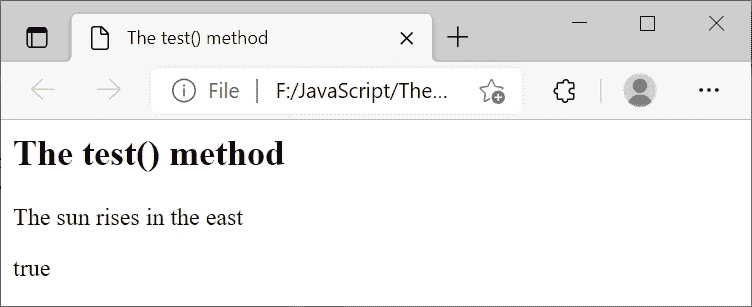 The test() method
File | F:/JavaScript/The...
The test() method
The sun rises in the east
true